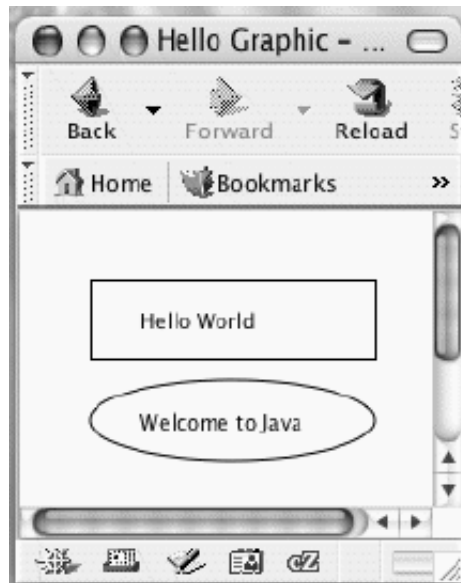 Hello Graphic – ...
Back Forward Reload S
Home Bookmarks »
Hello World
Welcome to Java